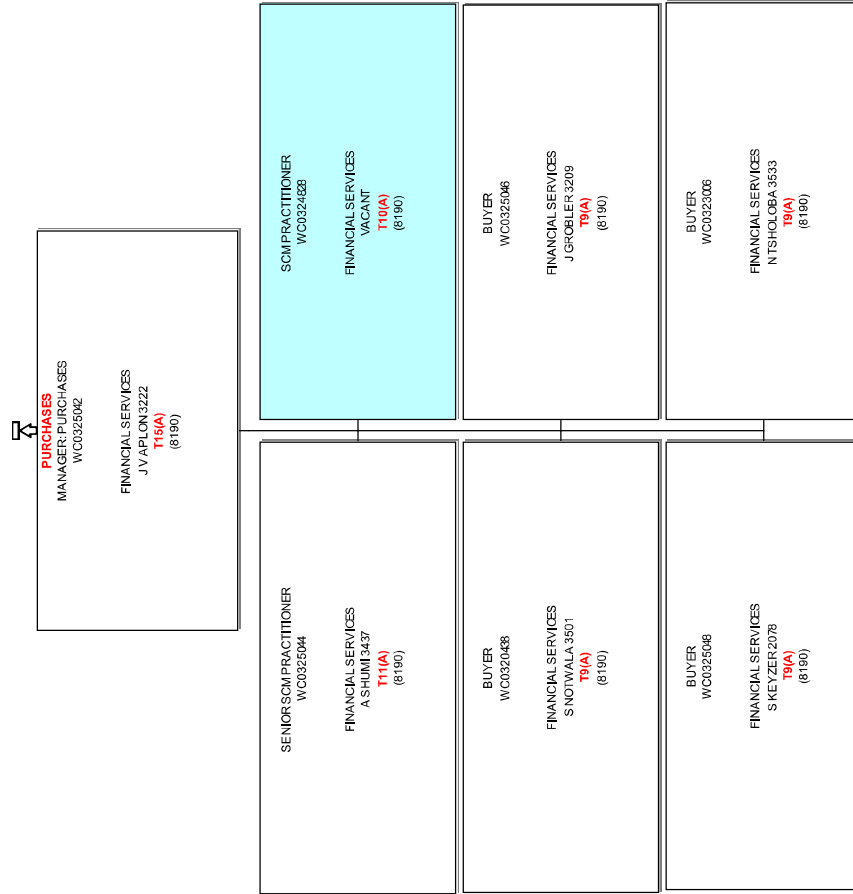 PURCHASES
MANAGER: PURCHASES
WC0325042
FINANCIAL SERVICES
J V APLON 3222
T15(A)
(8190)
SENIOR SCM PRACTITIONER
WC0325044
FINANCIAL SERVICES
A SHUMI 3437
T11(A)
(8190)
SCM PRACTITIONER
WC0324828
FINANCIAL SERVICES
VACANT
T10(A)
(8190)
BUYER
WC0320438
FINANCIAL SERVICES
S NOTWALA 3501
T9(A)
(8190)
BUYER
WC0325046
FINANCIAL SERVICES
J GROBLER 3209
T9(A)
(8190)
BUYER
WC0325048
FINANCIAL SERVICES
S KEYZER 2078
T9(A)
(8190)
BUYER
WC0323006
FINANCIAL SERVICES
N TSHOLOBA 3533
T9(A)
(8190)